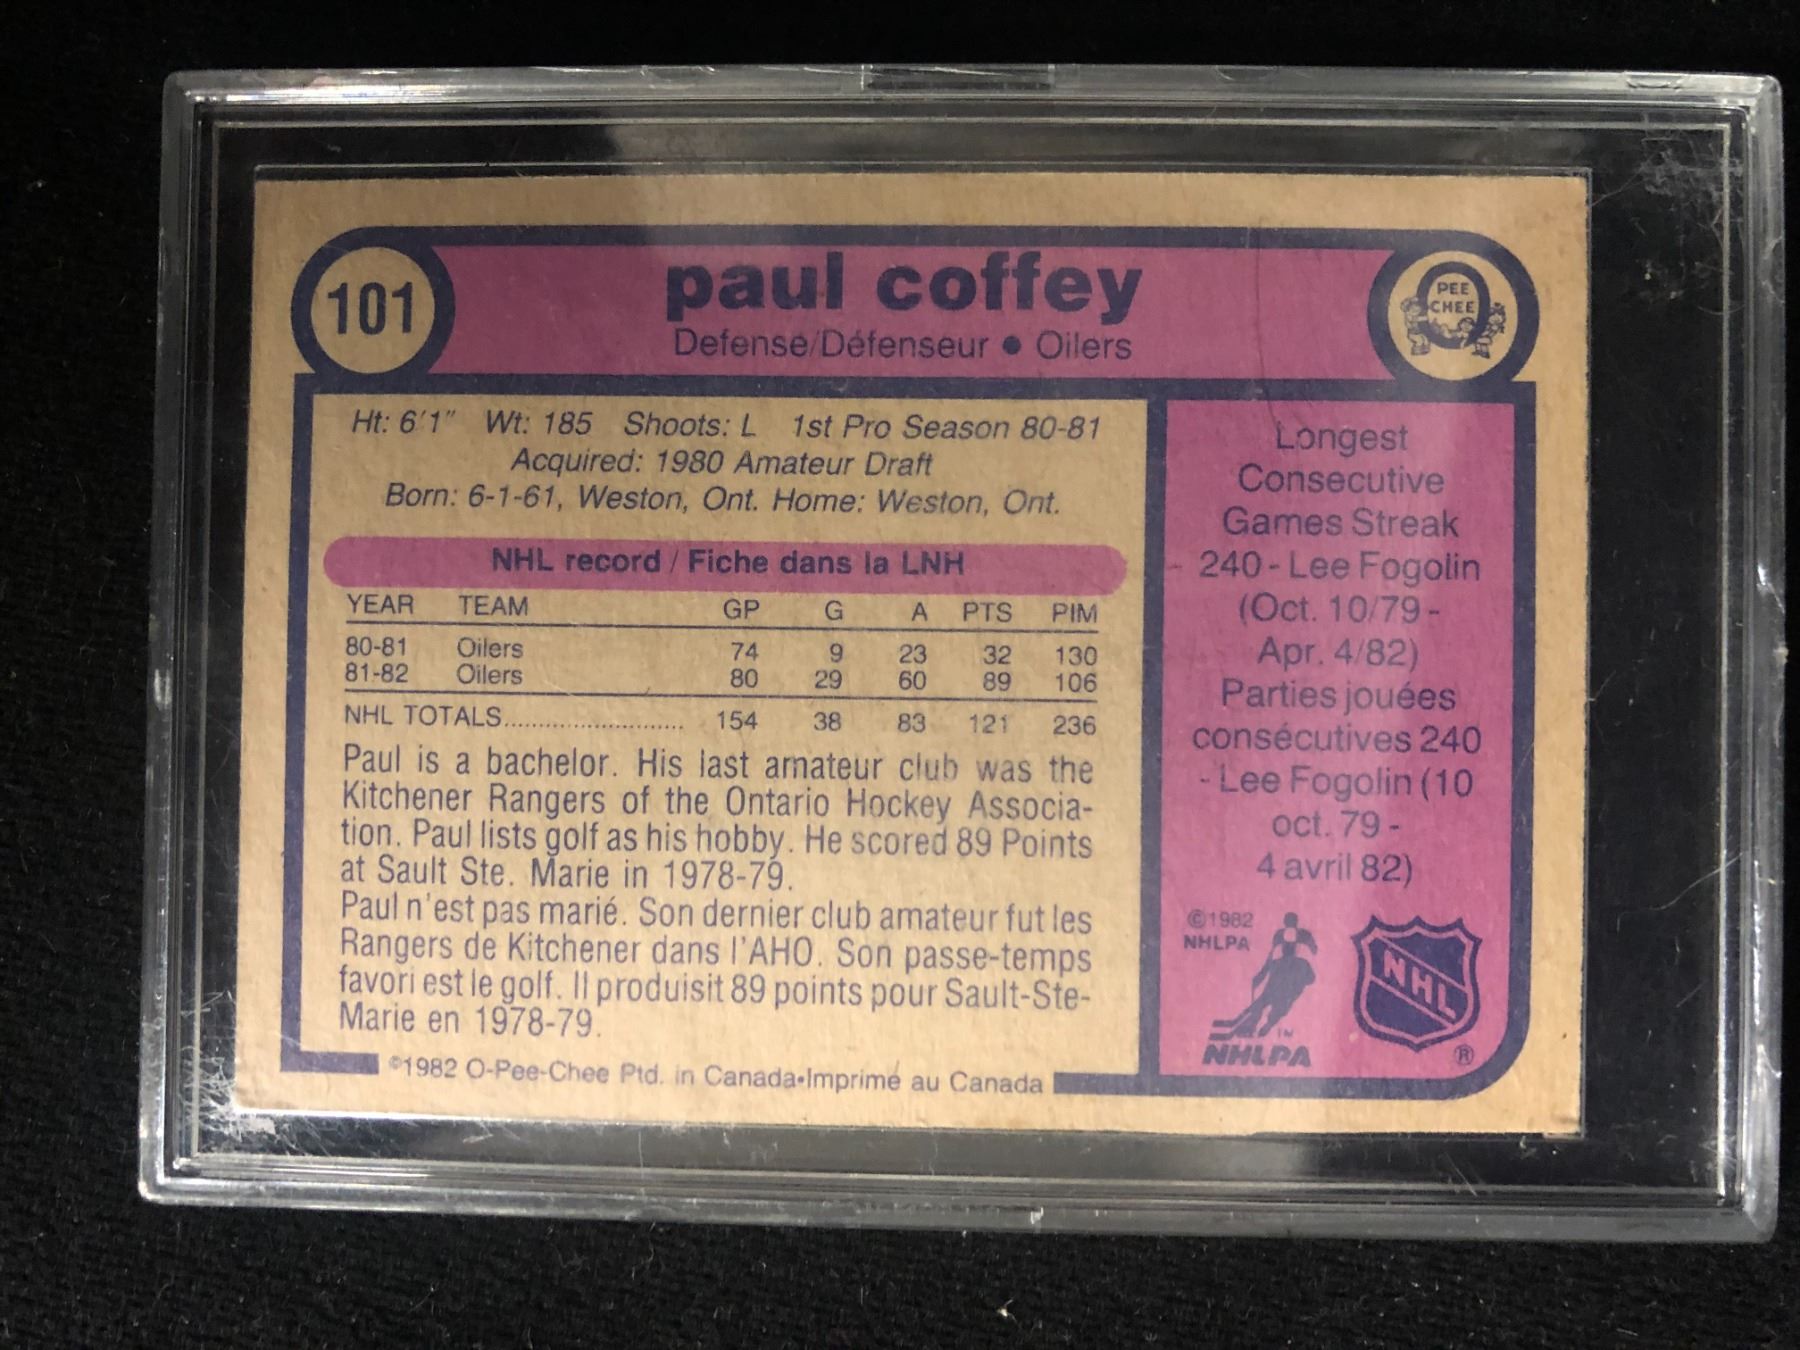 101
paul coffey
Defense/Défenseur • Oilers
O
PEE
CHEE
Ht: 6'1" Wt: 185 Shoots: L 1st Pro Season 80-81
Acquired: 1980 Amateur Draft
Born: 6-1-61, Weston, Ont. Home: Weston, Ont.
NHL record / Fiche dans la LNH
YEAR TEAM GP G A PTS PIM
80-81 Oilers 74 9 23 32 130
81-82 Oilers 80 29 60 89 106
NHL TOTALS.......................... 154 38 83 121 236
Paul is a bachelor. His last amateur club was the
Kitchener Rangers of the Ontario Hockey Associa-
tion. Paul lists golf as his hobby. He scored 89 Points
at Sault Ste. Marie in 1978-79.
Paul n'est pas marié. Son dernier club amateur fut les
Rangers de Kitchener dans l'AHO. Son passe-temps
favori est le golf. Il produisit 89 points pour Sault-Ste-
Marie en 1978-79.
©1982 O-Pee-Chee Ptd. in Canada•Imprimé au Canada
Longest
Consecutive
Games Streak
240 - Lee Fogolin
(Oct. 10/79 -
Apr. 4/82)
Parties jouées
consécutives 240
- Lee Fogolin (10
oct. 79 -
4 avril 82)
©1982
NHLPA
TM
NHLPA
NHL
®